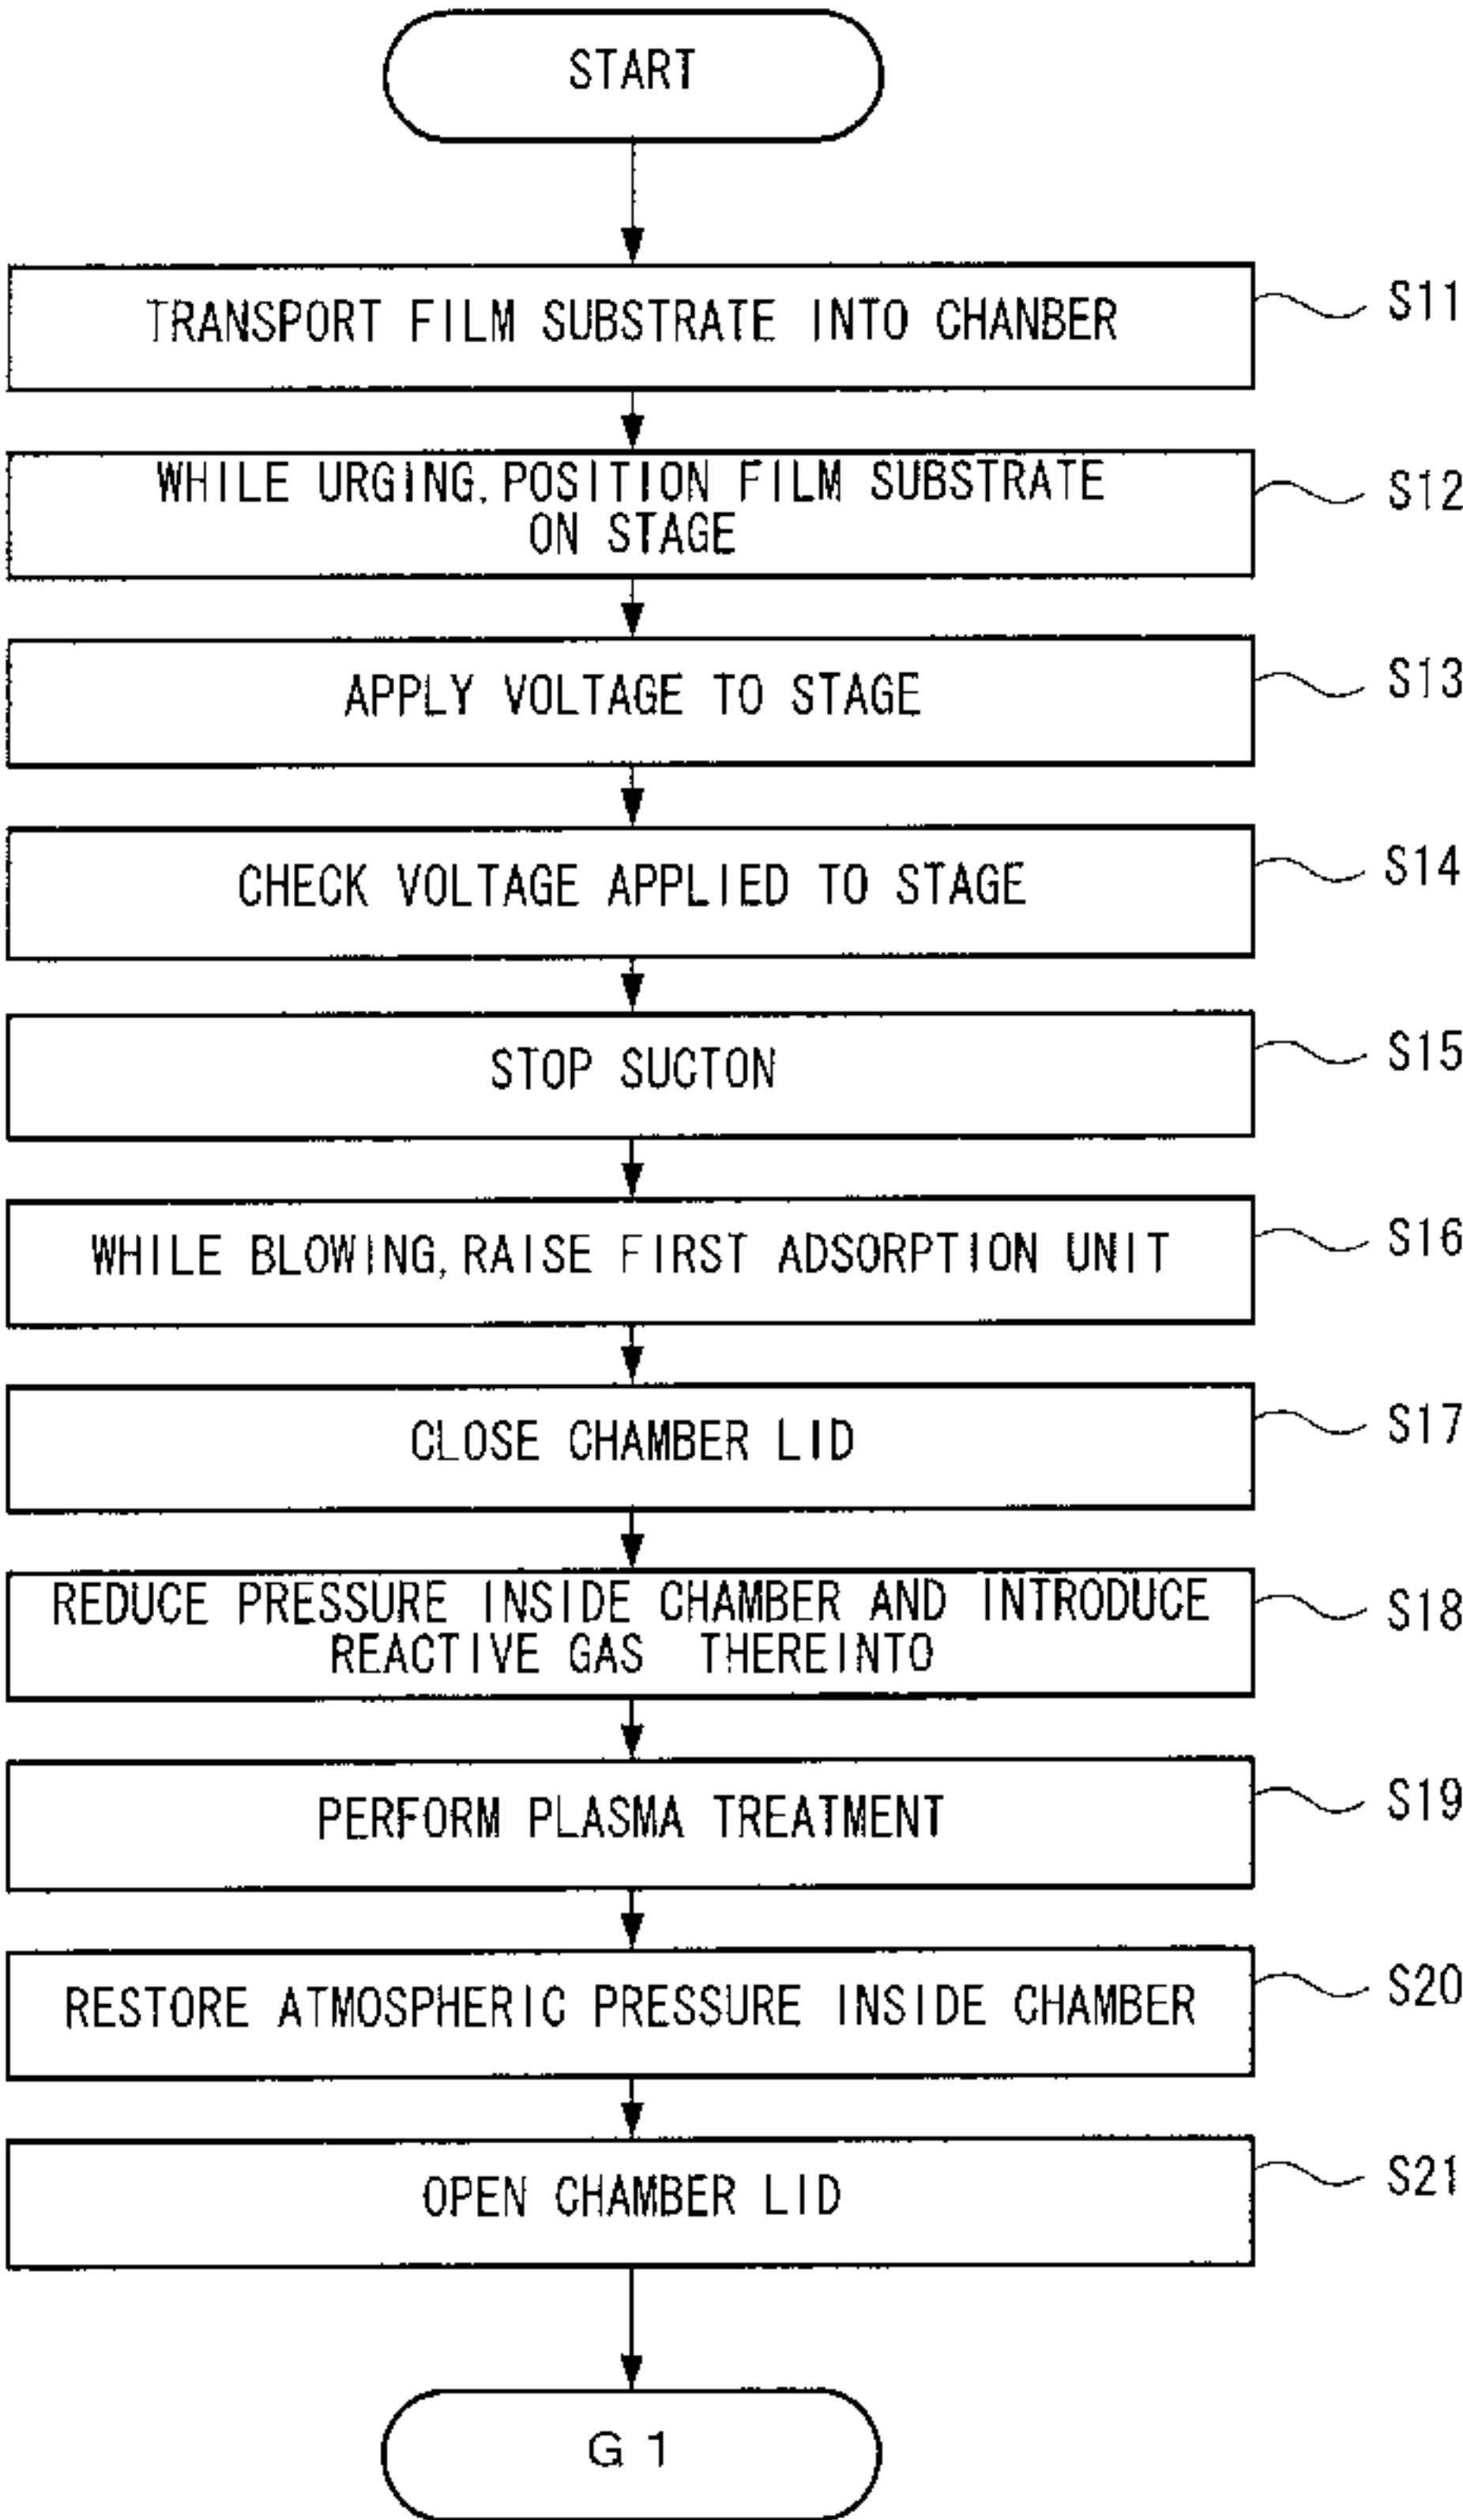 START
TRANSPORT FILM SUBSTRATE INTO CHANBER
S11
WHILE URGING, POSITION FILM SUBSTRATE
ON STAGE
S12
APPLY VOLTAGE TO STAGE
S13
CHECK VOLTAGE APPLIED TO STAGE
S14
STOP SUCTON
S15
WHILE BLOWING, RAISE FIRST ADSORPTION UNIT
S16
CLOSE CHAMBER LID
S17
REDUCE PRESSURE INSIDE CHAMBER AND INTRODUCE
REACTIVE GAS THEREINTO
S18
PERFORM PLASMA TREATMENT
S19
RESTORE ATMOSPHERIC PRESSURE INSIDE CHAMBER
S20
OPEN CHAMBER LID
S21
G 1